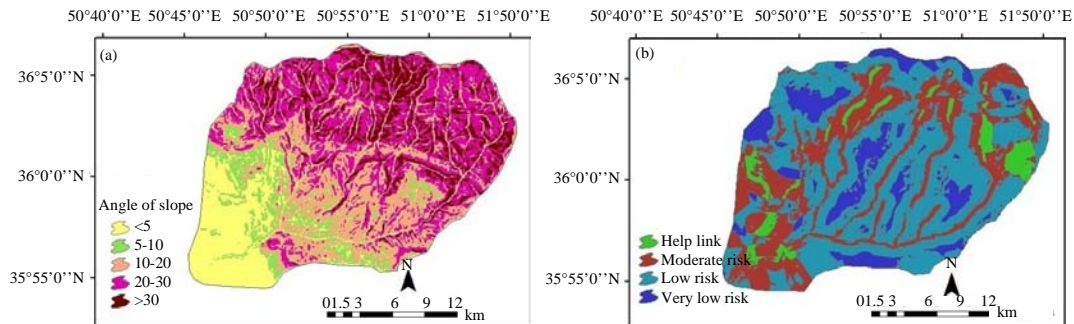 50°40'0''E 50°45'0''E 50°50'0''E 50°55'0''E 51°0'0''E 51°50'0''E
(a)
36°5'0''N
36°0'0''N
35°55'0''N
Angle of slope
<5
5-10
10-20
20-30
>30
N
01.5 3 6 9 12
km
50°40'0''E 50°45'0''E 50°50'0''E 50°55'0''E 51°0'0''E 51°50'0''E
(b)
36°5'0''N
36°0'0''N
35°55'0''N
Help link
Moderate risk
Low risk
Very low risk
N
01.5 3 6 9 12
km